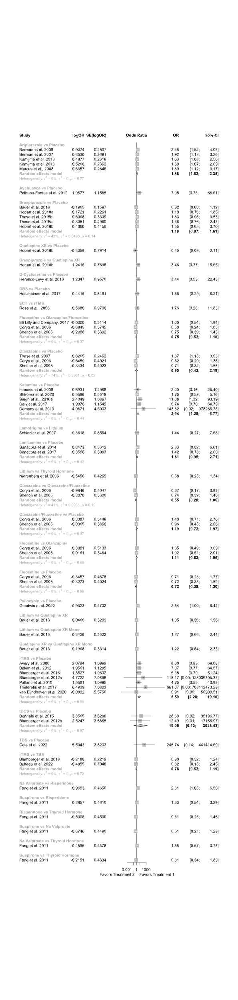 Study logOR SE(logOR) Odds Ratio OR 95%-CI
Aripiprazole vs Placebo
Berman et al. 2009 0.9074 0.2507 2.48 [1.52; 4.05]
Berman et al. 2007 0.6530 0.2691 1.92 [1.13; 3.26]
Kamijma et al. 2018 0.4877 0.2318 1.63 [1.03; 2.56]
Kamijma et al. 2013 0.5268 0.2362 1.69 [1.07; 2.69]
Marcus et al., 2008 0.6357 0.2648 1.89 [1.12; 3.17]
Random effects model 1.88 [1.52; 2.35]
Heterogeneity: I² = 0%, τ² = 0, p = 0.77
Ayahuasca vs Placebo
Palhano-Fontes et al. 2019 1.9577 1.1585 7.08 [0.73; 68.61]
Brexpiprazole vs Placebo
Bauer et al. 2018 -0.1965 0.1597 0.82 [0.60; 1.12]
Hobart et al. 2018a 0.1721 0.2261 1.19 [0.76; 1.85]
Thase et al. 2015b 0.6066 0.3339 1.83 [0.95; 3.53]
Thase et al. 2015a 0.3051 0.2980 1.36 [0.76; 2.43]
Hobart et al. 2018b 0.4360 0.4456 1.55 [0.65; 3.70]
Random effects model 1.18 [0.87; 1.61]
Heterogeneity: I² = 42%, τ² = 0.0490, p = 0.14
Quetiapine XR vs Placebo
Hobart et al. 2018b -0.8058 0.7914 0.45 [0.09; 2.11]
Brexpiprazole vs Quetiapine XR
Hobart et al. 2018b 1.2418 0.7698 3.46 [0.77; 15.65]
D-Cycloserine vs Placebo
Heresco-Levy et al. 2013 1.2347 0.9570 3.44 [0.53; 22.43]
DBS vs Placebo
Holtzheimer et al. 2017 0.4418 0.8491 1.56 [0.29; 8.21]
ECT vs rTMS
Rosa et al., 2006 0.5680 0.9706 1.76 [0.26; 11.83]
Fluoxetine vs Olanzapine/Fluoxetine
Eli Lilly and Company, 2017 -0.0000 0.3114 1.00 [0.54; 1.84]
Corya et al., 2006 -0.6845 0.3745 0.50 [0.24; 1.05]
Shelton et al, 2005 -0.2908 0.3302 0.75 [0.39; 1.43]
Random effects model 0.75 [0.52; 1.10]
Heterogeneity: I² = 0%, τ² = 0, p = 0.37
Olanzapine vs Placebo
Thase et al. 2007 0.6265 0.2462 1.87 [1.15; 3.03]
Corya et al., 2006 -0.6459 0.4921 0.52 [0.20; 1.38]
Shelton et al, 2005 -0.3434 0.4023 0.71 [0.32; 1.56]
Random effects model 0.95 [0.42; 2.19]
Heterogeneity: I² = 74%, τ² = 0.3961, p = 0.02
Ketamine vs Placebo
Ionescu et al. 2009 0.6931 1.2968 2.00 [0.16; 25.40]
Shiroma et al. 2020 0.5596 0.5519 1.75 [0.59; 5.16]
Singh et al., 2016a 2.4049 1.0867 11.08 [1.32; 93.19]
Daly et al. 2017 1.9076 1.1549 6.74 [0.70; 64.79]
Domany et al. 2019 4.9671 4.5033 143.62 [0.02; 978265.78]
Random effects model 2.94 [1.28; 6.77]
Heterogeneity: I² = 0%, τ² = 0, p = 0.44
Lamotrigine vs Lithium
Schindler et al. 2007 0.3618 0.8554 1.44 [0.27; 7.68]
Lanicemine vs Placebo
Sanacora et al. 2014 0.8473 0.5312 2.33 [0.82; 6.61]
Sanacora et al. 2017 0.3506 0.3083 1.42 [0.78; 2.60]
Random effects model 1.61 [0.95; 2.71]
Heterogeneity: I² = 0%, τ² = 0, p = 0.42
Lithium vs Thyroid Hormone
Nierenberg et al. 2006 -0.5456 0.4265 0.58 [0.25; 1.34]
Olanzapine vs Olanzapine/Fluoxetine
Corya et al., 2006 -0.9846 0.4047 0.37 [0.17; 0.83]
Shelton et al, 2005 -0.3070 0.3300 0.74 [0.39; 1.40]
Random effects model 0.55 [0.28; 1.06]
Heterogeneity: I² = 41%, τ² = 0.0933, p = 0.19
Olanzapine/Fluoxetine vs Placebo
Corya et al., 2006 0.3387 0.3448 1.40 [0.71; 2.76]
Shelton et al, 2005 -0.0365 0.3866 0.96 [0.45; 2.06]
Random effects model 1.19 [0.72; 1.97]
Heterogeneity: I² = 0%, τ² = 0, p = 0.47
Fluoxetine vs Olanzapine
Corya et al., 2006 0.3001 0.5133 1.35 [0.49; 3.69]
Shelton et al, 2005 0.0161 0.3484 1.02 [0.51; 2.01]
Random effects model 1.11 [0.63; 1.96]
Heterogeneity: I² = 0%, τ² = 0, p = 0.65
Fluoxetine vs Placebo
Corya et al., 2006 -0.3457 0.4676 0.71 [0.28; 1.77]
Shelton et al, 2005 -0.3273 0.4024 0.72 [0.33; 1.59]
Random effects model 0.72 [0.39; 1.30]
Heterogeneity: I² = 0%, τ² = 0, p = 0.98
Psilocybin vs Placebo
Goodwin et al. 2022 0.9323 0.4732 2.54 [1.00; 6.42]
Lithium vs Quetiapine XR
Bauer et al. 2013 0.0460 0.3209 1.05 [0.56; 1.96]
Lithium vs Quetiapine XR Mono
Bauer et al. 2013 0.2426 0.3322 1.27 [0.66; 2.44]
Quetiapine XR vs Quetiapine XR Mono
Bauer et al. 2013 0.1966 0.3314 1.22 [0.64; 2.33]
rTMS vs Placebo
Avery et al. 2006 2.0794 1.0999 8.00 [0.93; 69.08]
Bakim et al., 2012 1.9561 1.1285 7.07 [0.77; 64.57]
Blumberger et al. 2016 1.8527 1.0632 6.38 [0.79; 51.24]
Blumberger et al. 2012a 4.7722 7.0898 118.17 [0.00; 128036305.33]
Pallanti et al. 2010 1.5581 1.0995 4.75 [0.55; 40.98]
Theleretis et al. 2017 6.4939 7.0803 661.07 [0.00; 703112473.23]
van Eijndhoven et al. 2020 -0.0892 5.5750 0.91 [0.00; 50900.51]
Random effects model 6.59 [2.28; 19.10]
Heterogeneity: I² = 0%, τ² = 0, p = 0.99
tDCS vs Placebo
Bennabi et al. 2015 3.3565 3.6288 28.69 [0.02; 35196.77]
Blumberger et al. 2012b 2.5247 3.6865 12.49 [0.01; 17156.07]
Random effects model 19.05 [0.12; 3028.43]
Heterogeneity: I² = 0%, τ² = 0, p = 0.87
TBS vs Placebo
Cole et al. 2022 5.5043 3.8233 245.74 [0.14; 441414.60]
rTMS vs TBS
Blumberger et al. 2018 -0.2188 0.2219 0.80 [0.52; 1.24]
Bulteau et al. 2022 -0.4855 0.7048 0.62 [0.15; 2.45]
Random effects model 0.78 [0.52; 1.19]
Heterogeneity: I² = 0%, τ² = 0, p = 0.72
Na Valproate vs Risperidone
Fang et al. 2011 0.9603 0.4650 2.61 [1.05; 6.50]
Buspirone vs Risperidone
Fang et al. 2011 0.2857 0.4610 1.33 [0.54; 3.28]
Risperidone vs Thyroid Hormone
Fang et al. 2011 -0.5008 0.4500 0.61 [0.25; 1.46]
Buspirone vs Na Valproate
Fang et al. 2011 -0.6746 0.4490 0.51 [0.21; 1.23]
Na Valproate vs Thyroid Hormone
Fang et al. 2011 0.4595 0.4376 1.58 [0.67; 3.73]
Buspirone vs Thyroid Hormone
Fang et al. 2011 -0.2151 0.4334 0.81 [0.34; 1.89]
0.001 1 1000
Favors Treatment 2 Favors Treatment 1